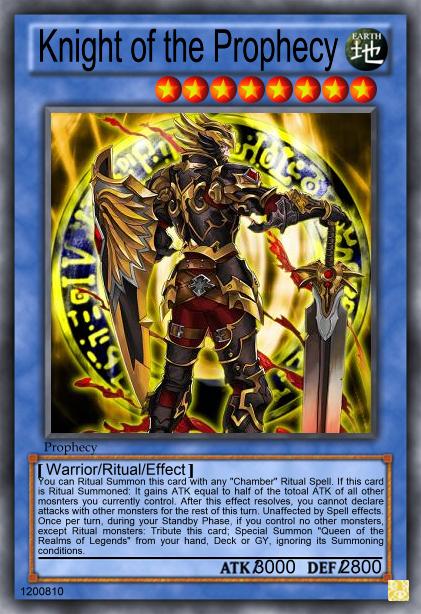 Knight of the Prophecy
EARTH
地
Prophecy
[ Warrior/Ritual/Effect ]
You can Ritual Summon this card with any "Chamber" Ritual Spell. If this card
is Ritual Summoned: It gains ATK equal to half of the totoal ATK of all other
mosnters you currently control. After this effect resolves, you cannot declare
attacks with other monsters for the rest of this turn. Unaffected by Spell effects.
Once per turn, during your Standby Phase, if you control no other monsters,
except Ritual monsters: Tribute this card; Special Summon "Queen of the
Realms of Legends" from your hand, Deck or GY, ignoring its Summoning
conditions.
ATK/3000 DEF/2800
1200810